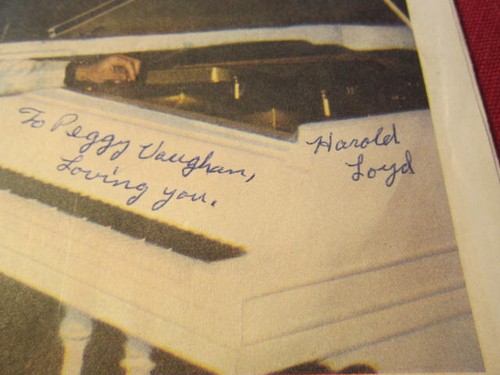 To Peggy Vaughan,
Loving you.
Harold
Loyd